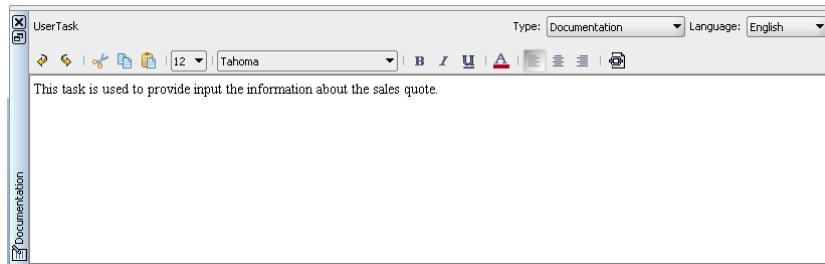 UserTask Type: Documentation Language: English
12 Tahoma B I U A
This task is used to provide input the information about the sales quote.
Documentation